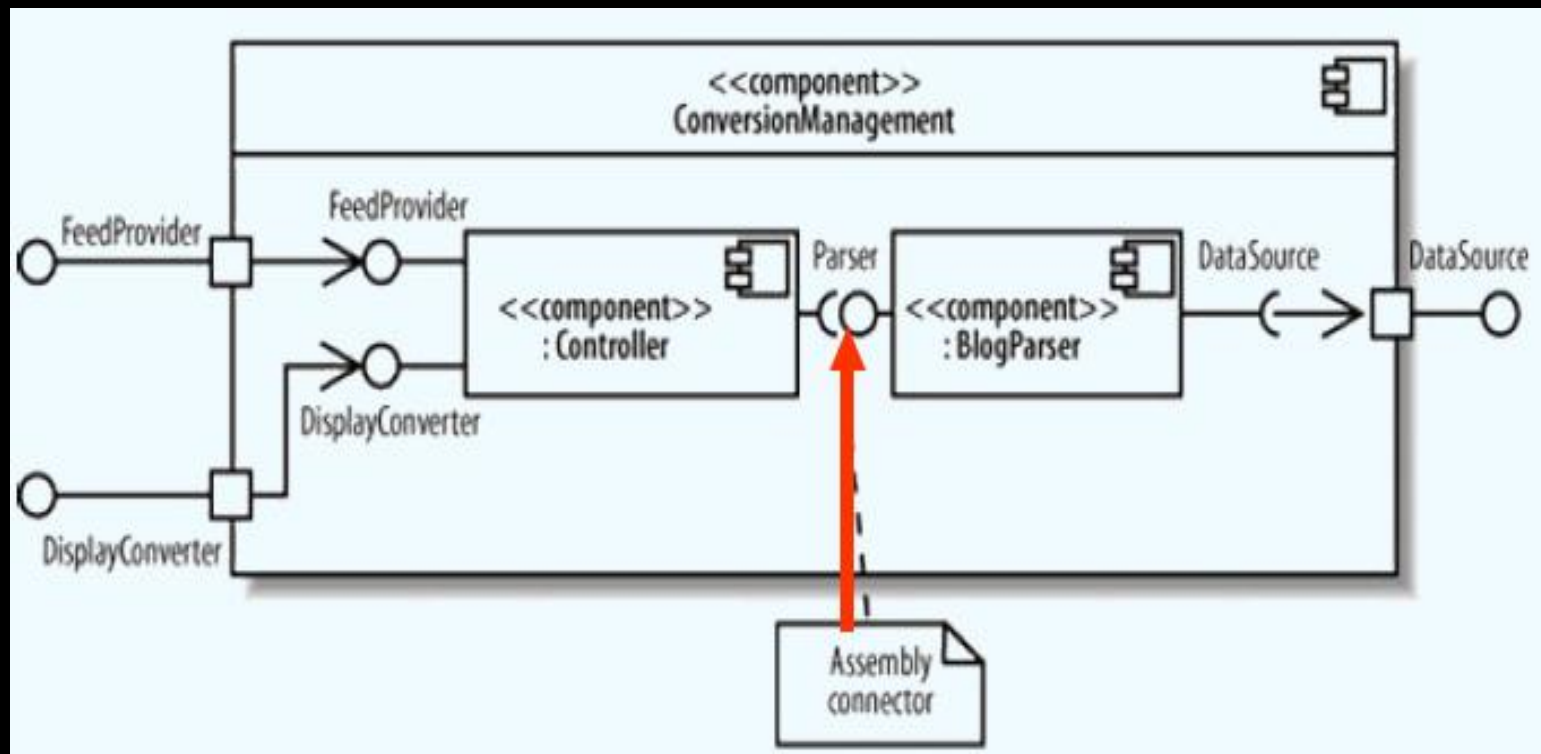 <<component>>
ConversionManagement
FeedProvider
FeedProvider
<<component>>
: Controller
Parser
<<component>>
: BlogParser
DataSource
DataSource
DisplayConverter
DisplayConverter
Assembly
connector